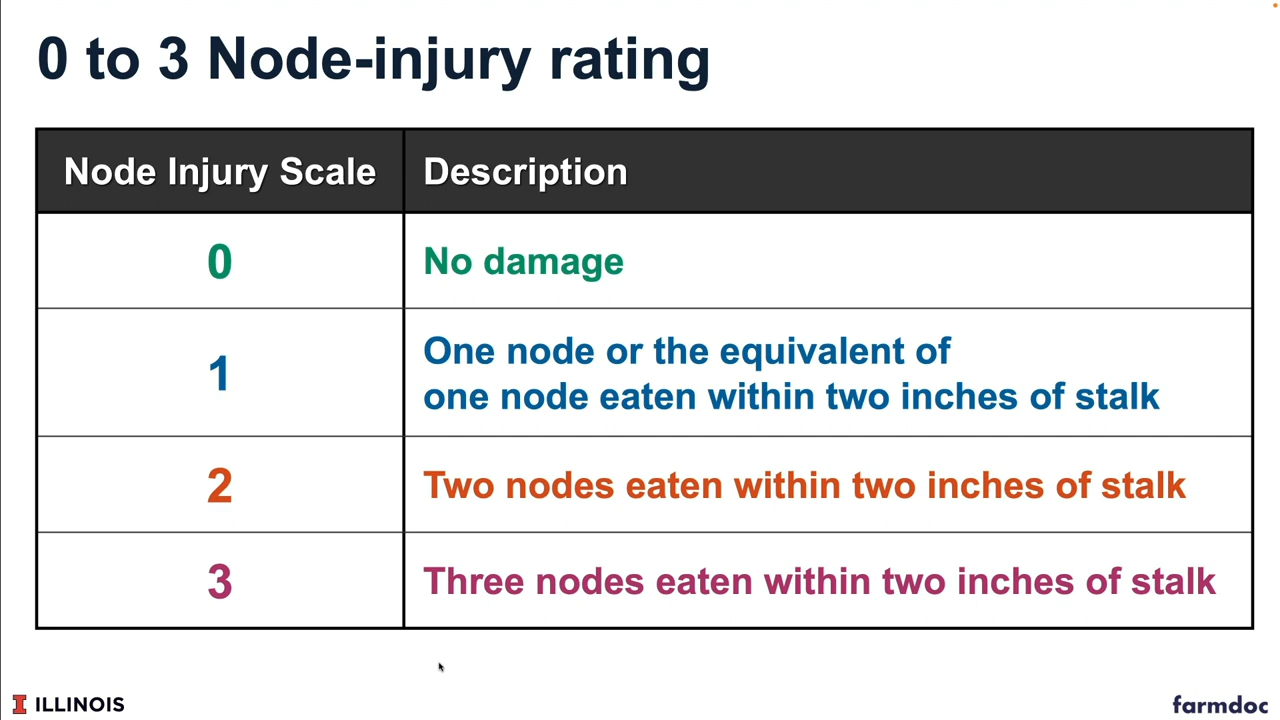 0 to 3 Node-injury rating
Node Injury Scale
Description
0
No damage
1
One node or the equivalent of
one node eaten within two inches of stalk
2
Two nodes eaten within two inches of stalk
3
Three nodes eaten within two inches of stalk
I ILLINOIS
farmdoc